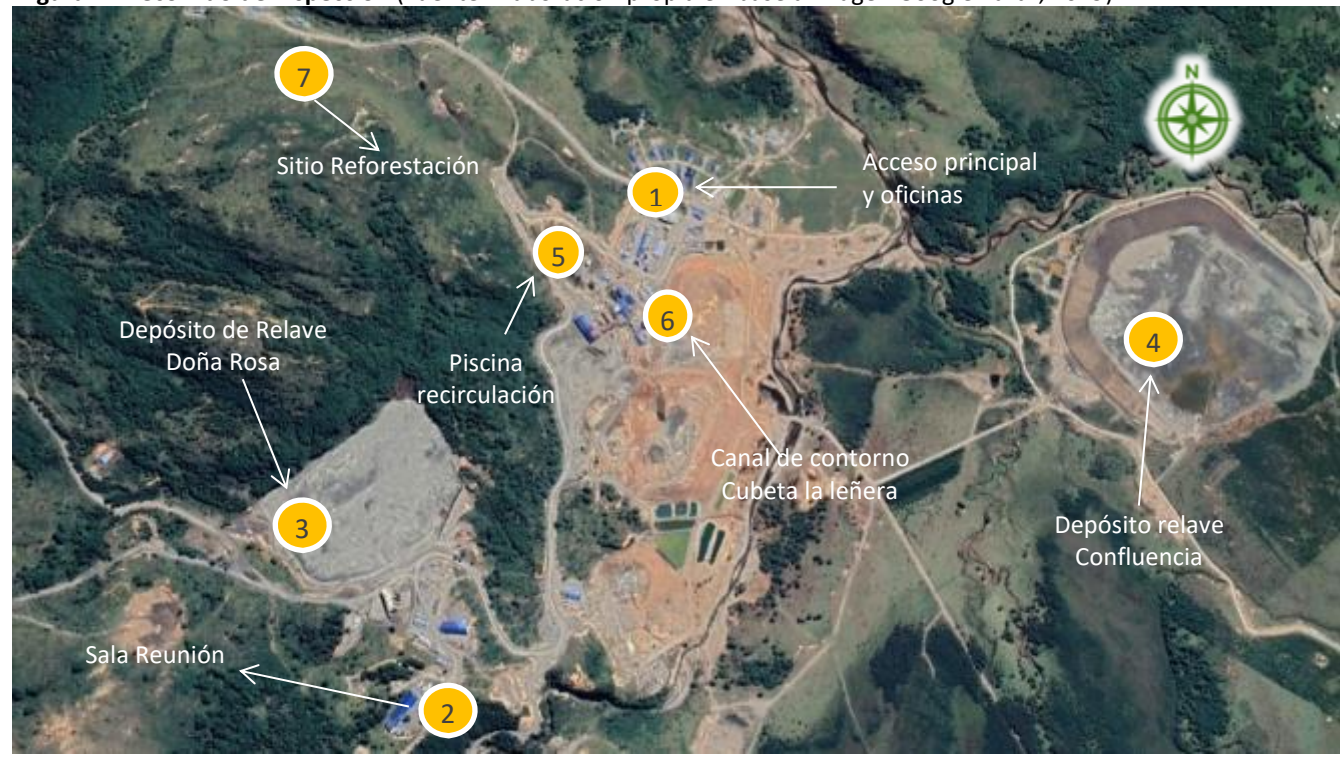 7
N
Sitio Reforestación
Acceso principal
y oficinas
1
5
6
Depósito de Relave
Doña Rosa
4
Piscina
recirculación
Canal de contorno
Cubeta la leñera
3
Depósito relave
Confluencia
Sala Reunión
2